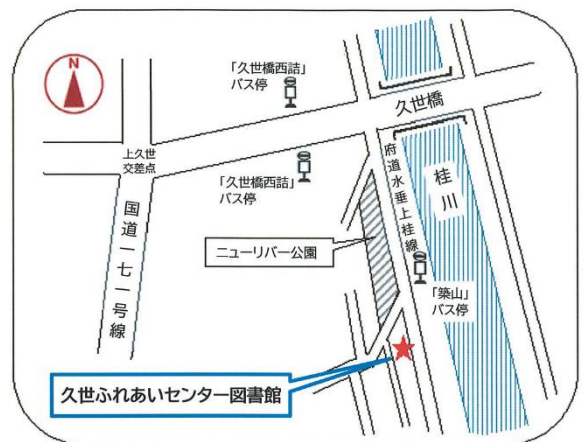 N
「久世橋西詰」
バス停
久世橋
上久世
交差点
「久世橋西詰」
バス停
府道水垂上桂線
桂川
国道一七一号線
ニューリバー公園
「築山」
バス停
久世ふれあいセンター図書館